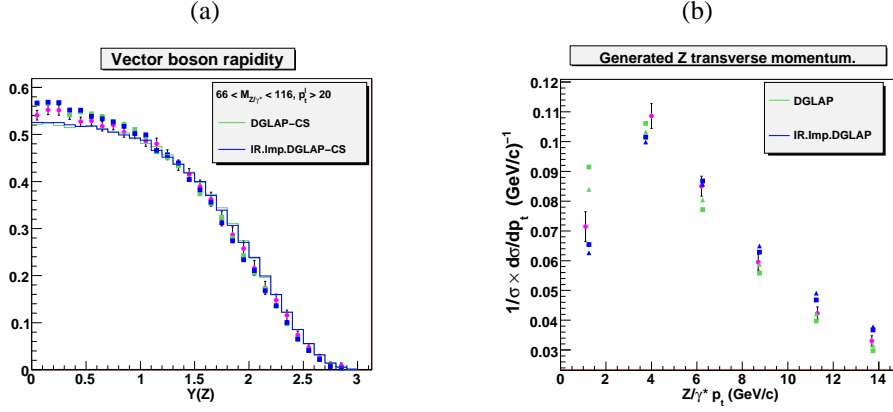 (a)
Vector boson rapidity
66 < M_{Z/γ*} < 116, p_t^l > 20
DGLAP−CS
IR.Imp.DGLAP−CS
0.6
0.5
0.4
0.3
0.2
0.1
0
0 0.5 1 1.5 2 2.5 3
Y(Z)
(b)
Generated Z transverse momentum.
DGLAP
IR.Imp.DGLAP
1/σ × dσ/dp_t (GeV/c)^{-1}
0.12
0.11
0.1
0.09
0.08
0.07
0.06
0.05
0.04
0.03
0 2 4 6 8 10 12 14
Z/γ* p_t (GeV/c)